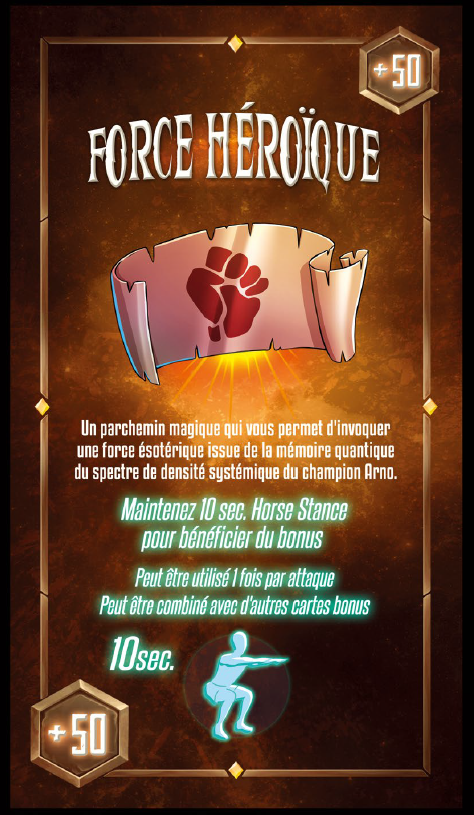 +50
FORCE HÉROÏQUE
Un parchemin magique qui vous permet d'invoquer
une force ésotérique issue de la mémoire quantique
du spectre de densité systémique du champion Arno.
Maintenez 10 sec. Horse Stance
pour bénéficier du bonus
Peut être utilisé 1 fois par attaque
Peut être combiné avec d'autres cartes bonus
10sec.
+50